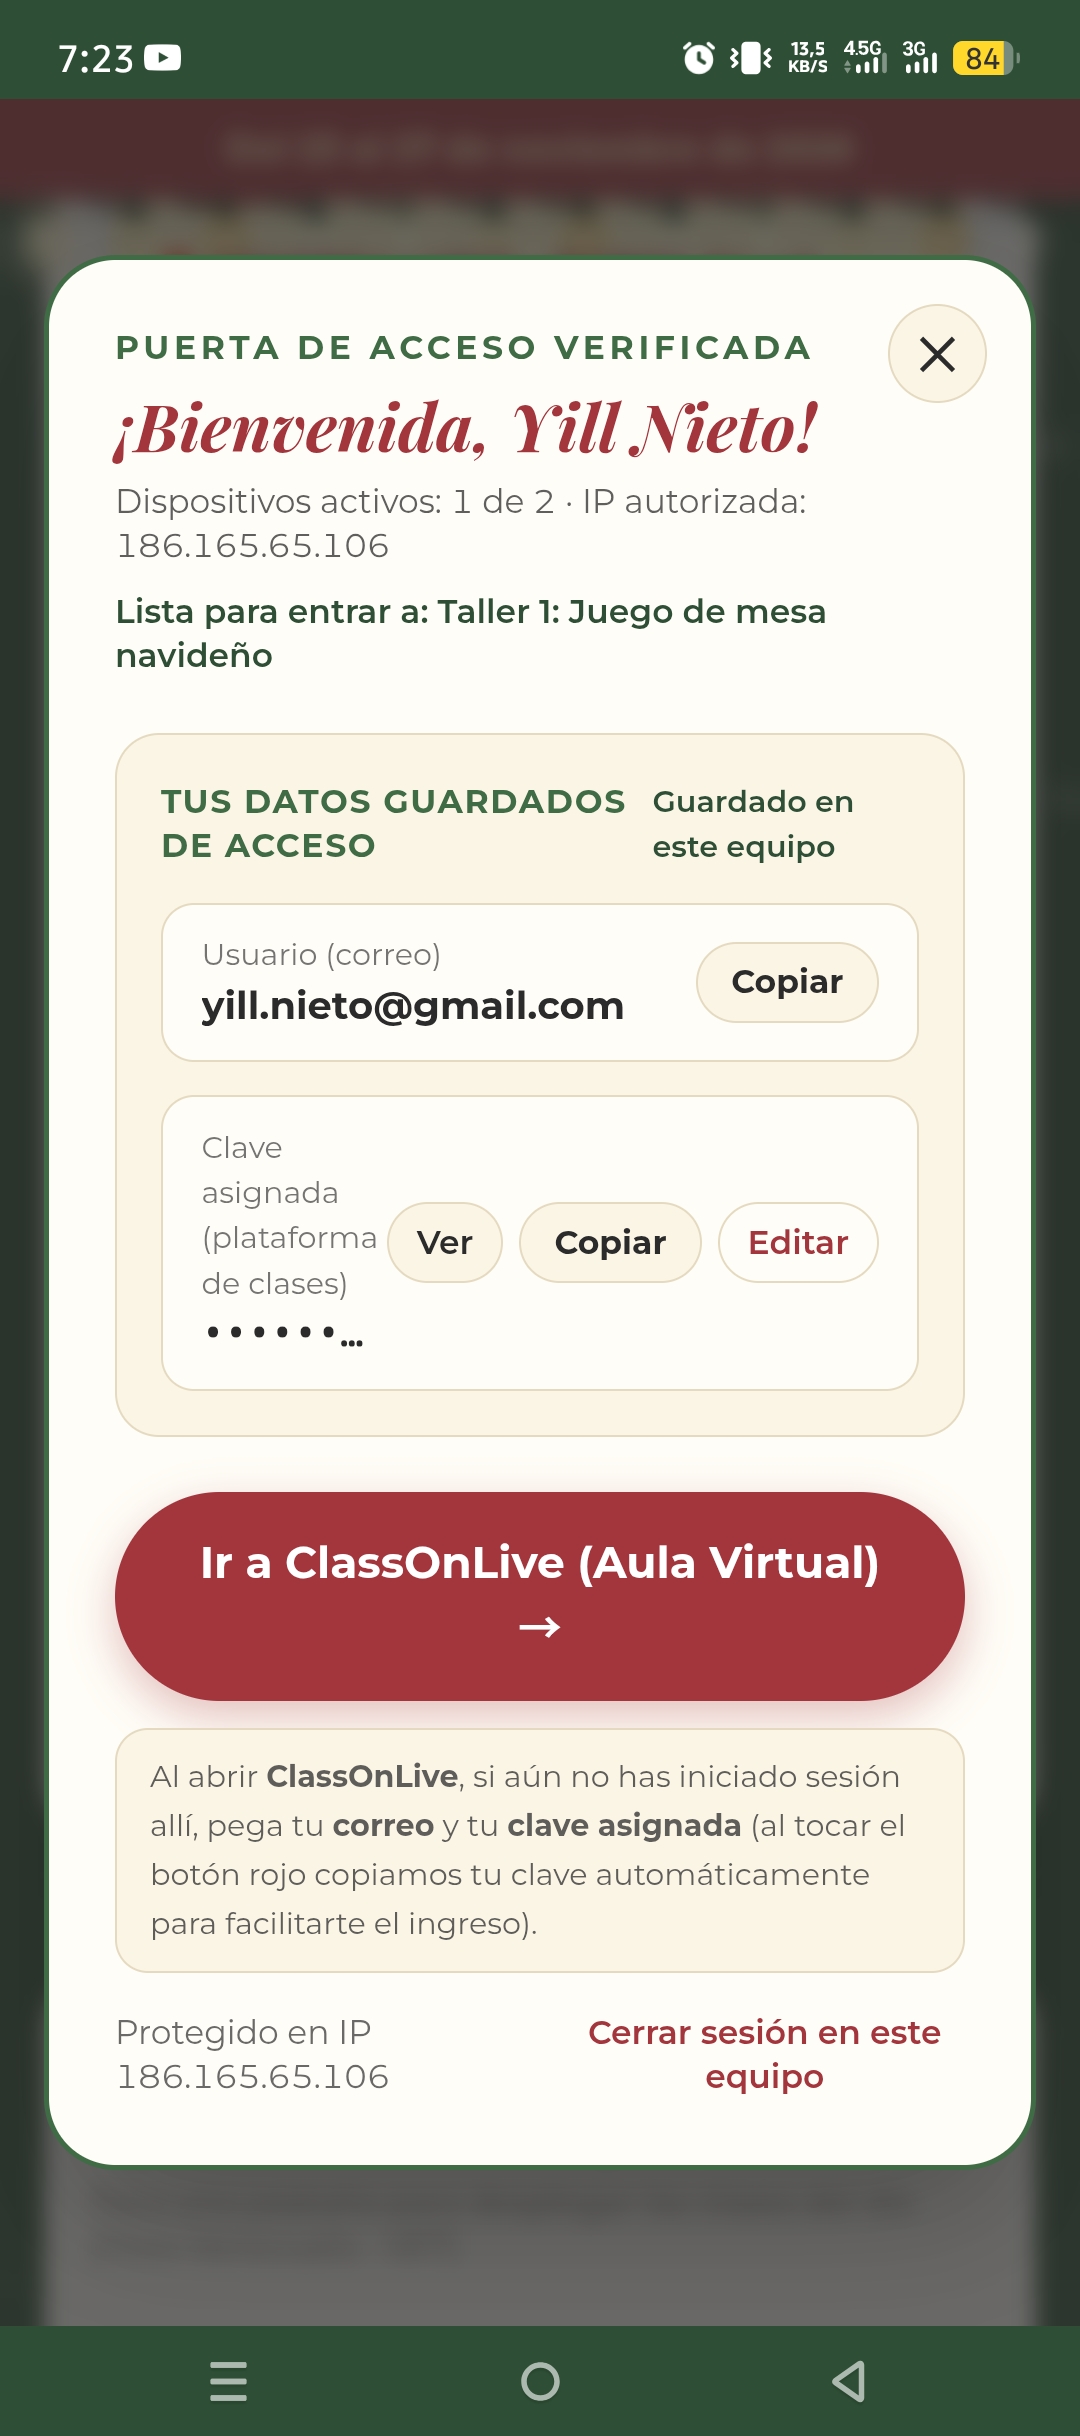 7:23
13,5 KB/S
4.5G
3G
84
PUERTA DE ACCESO VERIFICADA
¡Bienvenida, Yill Nieto!
Dispositivos activos: 1 de 2 · IP autorizada:
186.165.65.106
Lista para entrar a: Taller 1: Juego de mesa
navideño
TUS DATOS GUARDADOS
DE ACCESO
Guardado en
este equipo
Usuario (correo)
yill.nieto@gmail.com
Copiar
Clave
asignada
(plataforma
de clases)
••••••...
Ver
Copiar
Editar
Ir a ClassOnLive (Aula Virtual)
→
Al abrir ClassOnLive, si aún no has iniciado sesión
allí, pega tu correo y tu clave asignada (al tocar el
botón rojo copiamos tu clave automáticamente
para facilitarte el ingreso).
Protegido en IP
186.165.65.106
Cerrar sesión en este
equipo